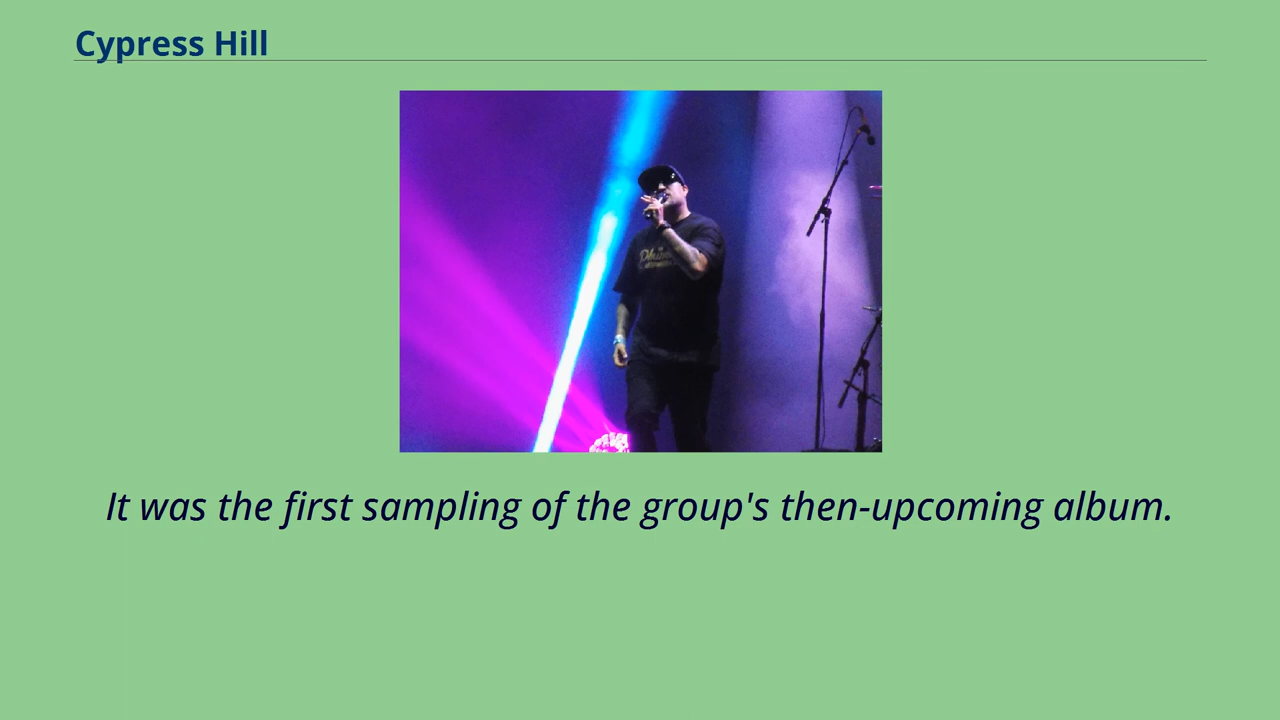 Cypress Hill
It was the first sampling of the group's then-upcoming album.